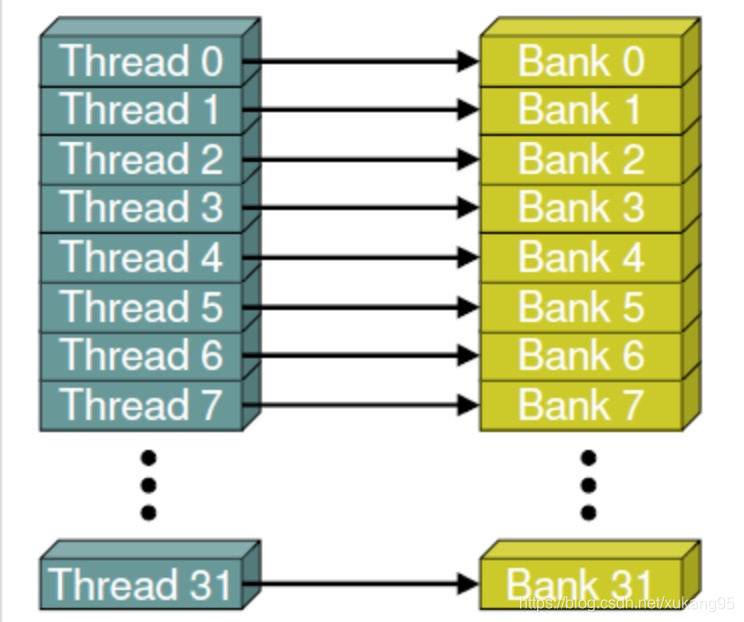 Thread 0
Bank 0
Thread 1
Bank 1
Thread 2
Bank 2
Thread 3
Bank 3
Thread 4
Bank 4
Thread 5
Bank 5
Thread 6
Bank 6
Thread 7
Bank 7
Thread 31
Bank 31
https://blog.csdn.net/xukang95